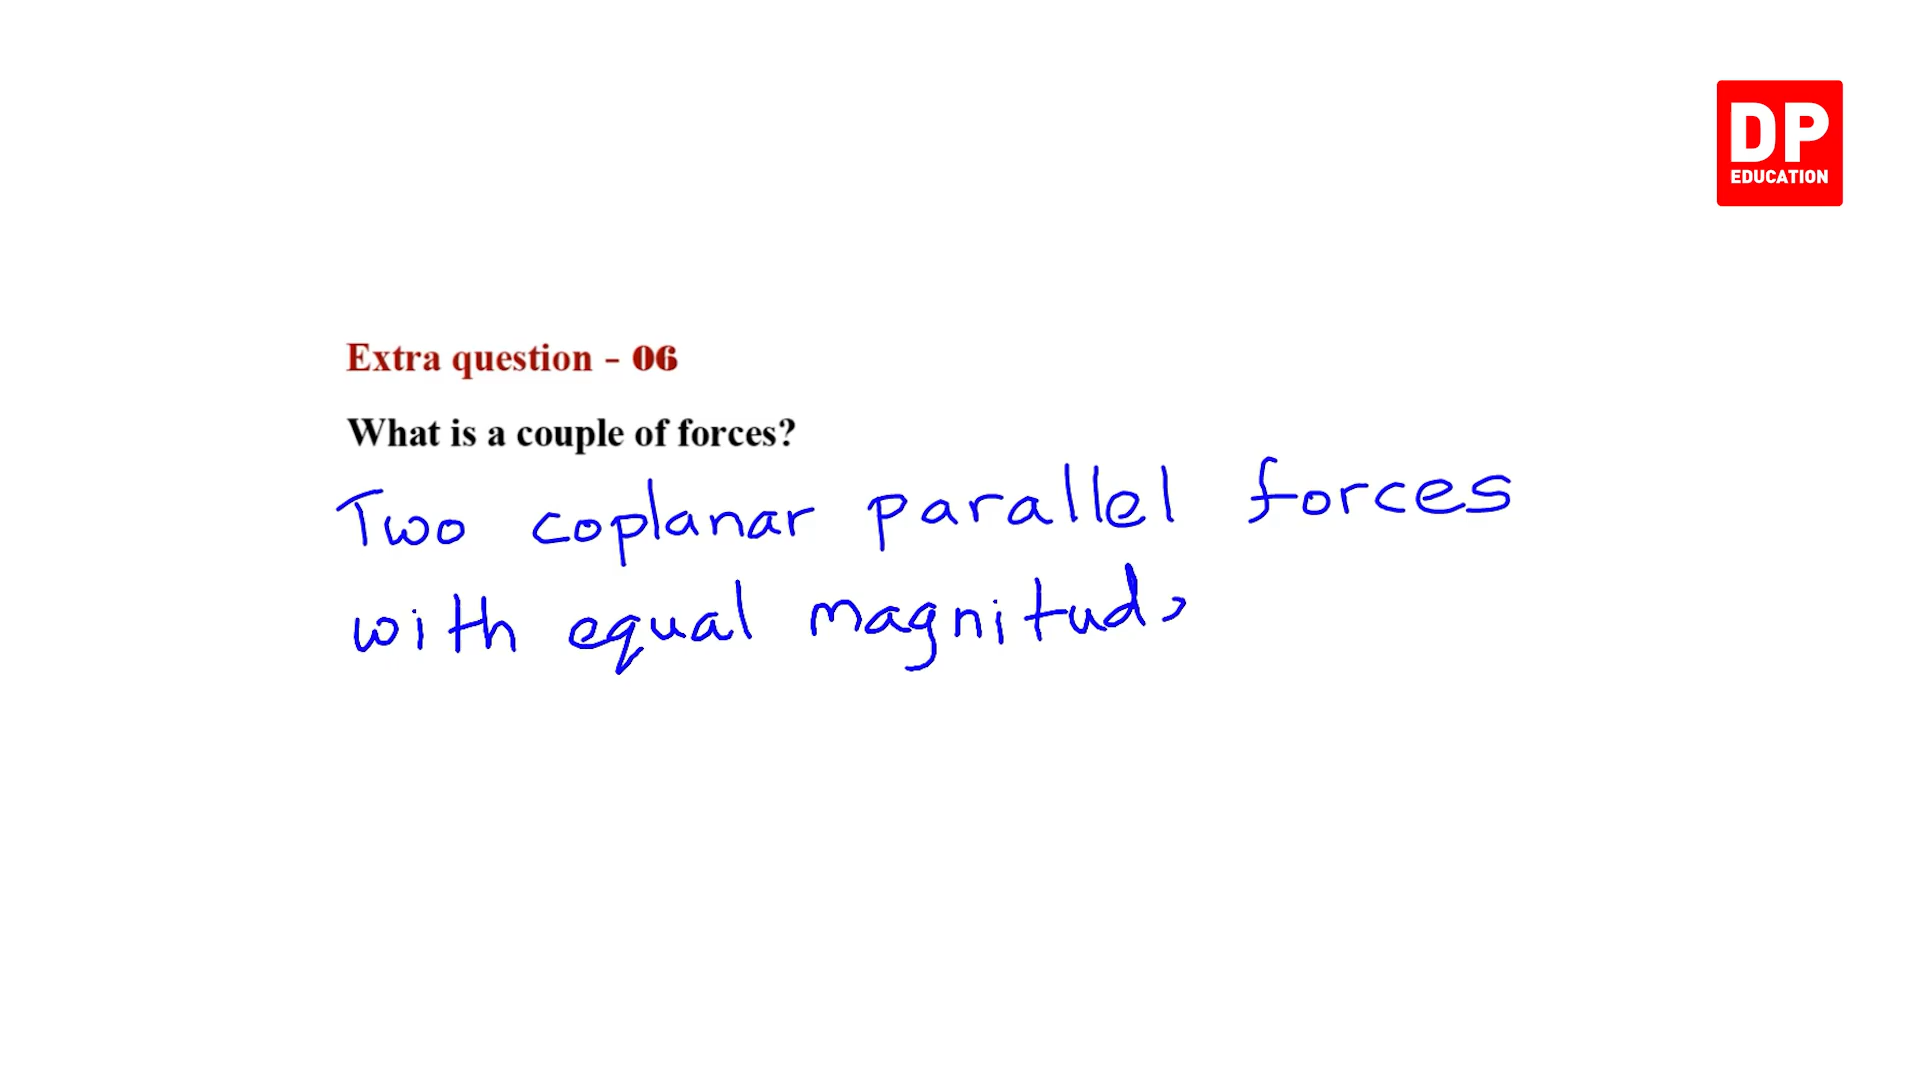 DP
EDUCATION
Extra question - 06
What is a couple of forces?
Two coplanar parallel forces
with equal magnitud